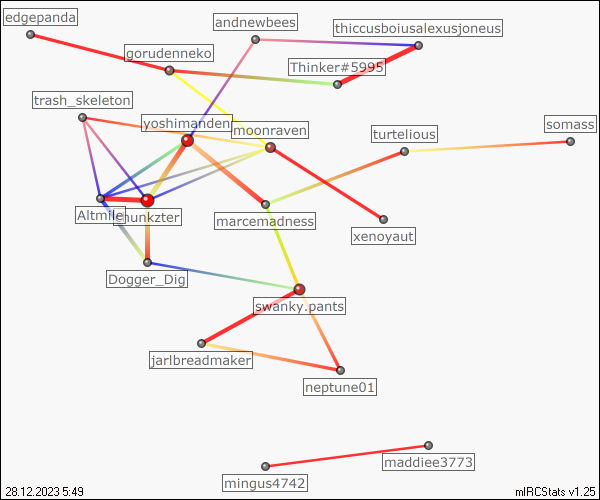 edgepanda
andnewbees
thiccusboiusalexusjoneus
gorudenneko
Thinker#5995
trash_skeleton
yoshimanden
moonraven
turtelious
somass
Altmile
chunkzter
marcemadness
xenoyaut
Dogger_Dig
swanky.pants
jarlbreadmaker
neptune01
maddiee3773
mingus4742
28.12.2023 5:49
mIRCStats v1.25